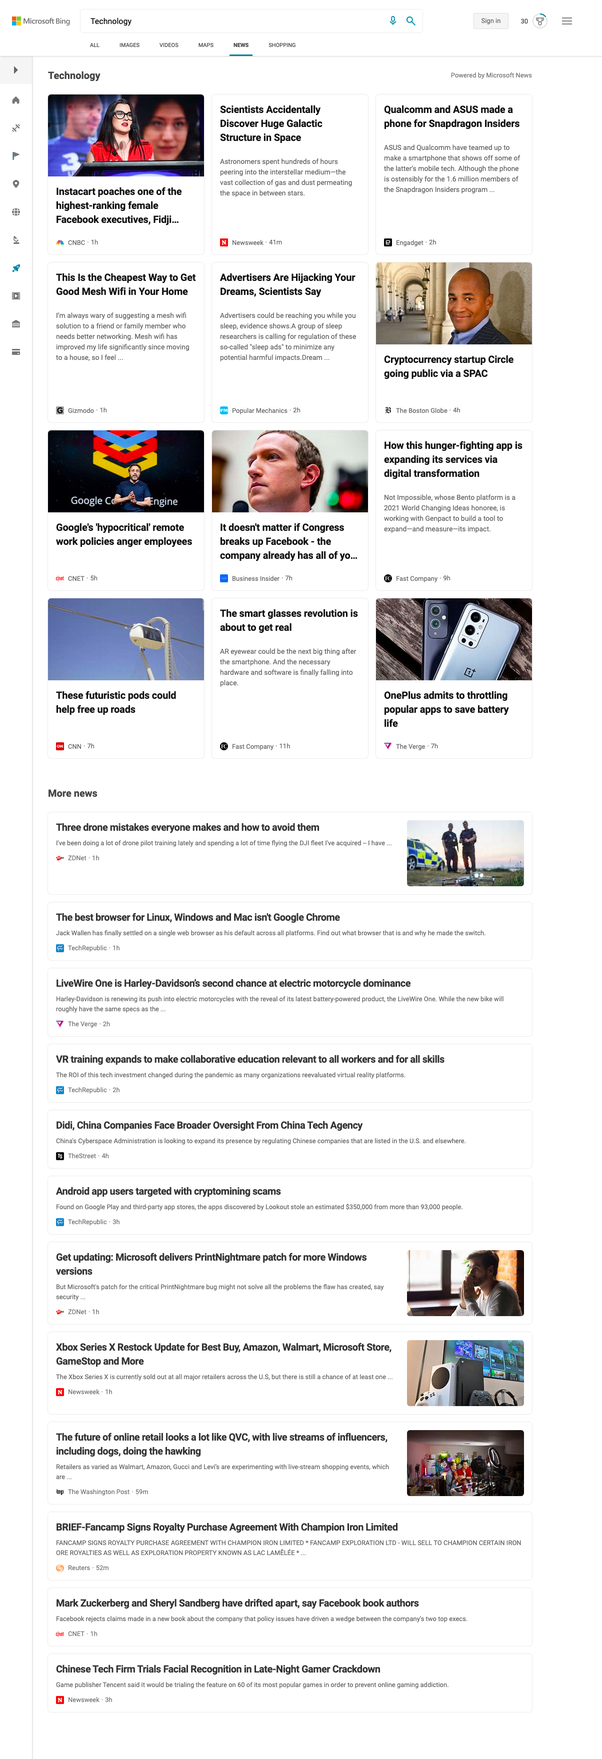 Microsoft Bing
Technology
Sign in
30
ALL
IMAGES
VIDEOS
MAPS
NEWS
SHOPPING
Technology
Powered by Microsoft News
Instacart poaches one of the
highest-ranking female
Facebook executives, Fidji...
CNBC · 1h
Scientists Accidentally
Discover Huge Galactic
Structure in Space
Astronomers spent hundreds of hours
peering into the interstellar medium—the
vast collection of gas and dust permeating
the space in between stars.
Newsweek · 41m
Qualcomm and ASUS made a
phone for Snapdragon Insiders
ASUS and Qualcomm have teamed up to
make a smartphone that shows off some of
the latter's mobile tech. Although the phone
is ostensibly for the 1.6 million members of
the Snapdragon Insiders program ...
Engadget · 2h
This Is the Cheapest Way to Get
Good Mesh Wifi in Your Home
I'm always wary of suggesting a mesh wifi
solution to a friend or family member who
needs better networking. Mesh wifi has
improved my life significantly since moving
to a house, so I feel ...
Gizmodo · 1h
Advertisers Are Hijacking Your
Dreams, Scientists Say
Advertisers could be reaching you while you
sleep, evidence shows.A group of sleep
researchers is calling for regulation of these
so-called "sleep ads" to minimize any
potential harmful impacts.Dream ...
Popular Mechanics · 2h
Cryptocurrency startup Circle
going public via a SPAC
The Boston Globe · 4h
Google Co
Engine
Google's 'hypocritical' remote
work policies anger employees
CNET · 5h
It doesn't matter if Congress
breaks up Facebook - the
company already has all of yo...
Business Insider · 7h
How this hunger-fighting app is
expanding its services via
digital transformation
Not Impossible, whose Bento platform is a
2021 World Changing Ideas honoree, is
working with Genpact to build a tool to
expand—and measure—its impact.
Fast Company · 9h
These futuristic pods could
help free up roads
CNN · 7h
The smart glasses revolution is
about to get real
AR eyewear could be the next big thing after
the smartphone. And the necessary
hardware and software is finally falling into
place.
Fast Company · 11h
OnePlus admits to throttling
popular apps to save battery
life
The Verge · 7h
More news
Three drone mistakes everyone makes and how to avoid them
I've been doing a lot of drone pilot training lately and spending a lot of time flying the DJI fleet I've acquired – I have ...
ZDNet · 1h
The best browser for Linux, Windows and Mac isn't Google Chrome
Jack Wallen has finally settled on a single web browser as his default across all platforms. Find out what browser that is and why he made the switch.
TechRepublic · 1h
LiveWire One is Harley-Davidson's second chance at electric motorcycle dominance
Harley-Davidson is renewing its push into electric motorcycles with the reveal of its latest battery-powered product, the LiveWire One. While the new bike will
roughly have the same specs as the ...
The Verge · 2h
VR training expands to make collaborative education relevant to all workers and for all skills
The ROI of this tech investment changed during the pandemic as many organizations reevaluated virtual reality platforms.
TechRepublic · 2h
Didi, China Companies Face Broader Oversight From China Tech Agency
China's Cyberspace Administration is looking to expand its presence by regulating Chinese companies that are listed in the U.S. and elsewhere.
TheStreet · 4h
Android app users targeted with cryptomining scams
Found on Google Play and third-party app stores, the apps discovered by Lookout stole an estimated $350,000 from more than 93,000 people.
TechRepublic · 3h
Get updating: Microsoft delivers PrintNightmare patch for more Windows
versions
But Microsoft's patch for the critical PrintNightmare bug might not solve all the problems the flaw has created, say
security ...
ZDNet · 1h
Xbox Series X Restock Update for Best Buy, Amazon, Walmart, Microsoft Store,
GameStop and More
The Xbox Series X is currently sold out at all major retailers across the U.S, but there is still a chance of at least one ...
Newsweek · 1h
The future of online retail looks a lot like QVC, with live streams of influencers,
including dogs, doing the hawking
Retailers as varied as Walmart, Amazon, Gucci and Levi's are experimenting with live-stream shopping events, which
are ...
The Washington Post · 59m
BRIEF-Fancamp Signs Royalty Purchase Agreement With Champion Iron Limited
FANCAMP SIGNS ROYALTY PURCHASE AGREEMENT WITH CHAMPION IRON LIMITED * FANCAMP EXPLORATION LTD - WILL SELL TO CHAMPION CERTAIN IRON
ORE ROYALTIES AS WELL AS EXPLORATION PROPERTY KNOWN AS LAC LAMÊLÉE * ...
Reuters · 52m
Mark Zuckerberg and Sheryl Sandberg have drifted apart, say Facebook book authors
Facebook rejects claims made in a new book about the company that policy issues have driven a wedge between the company's two top execs.
CNET · 1h
Chinese Tech Firm Trials Facial Recognition in Late-Night Gamer Crackdown
Game publisher Tencent said it would be trialing the feature on 60 of its most popular games in order to prevent online gaming addiction.
Newsweek · 3h